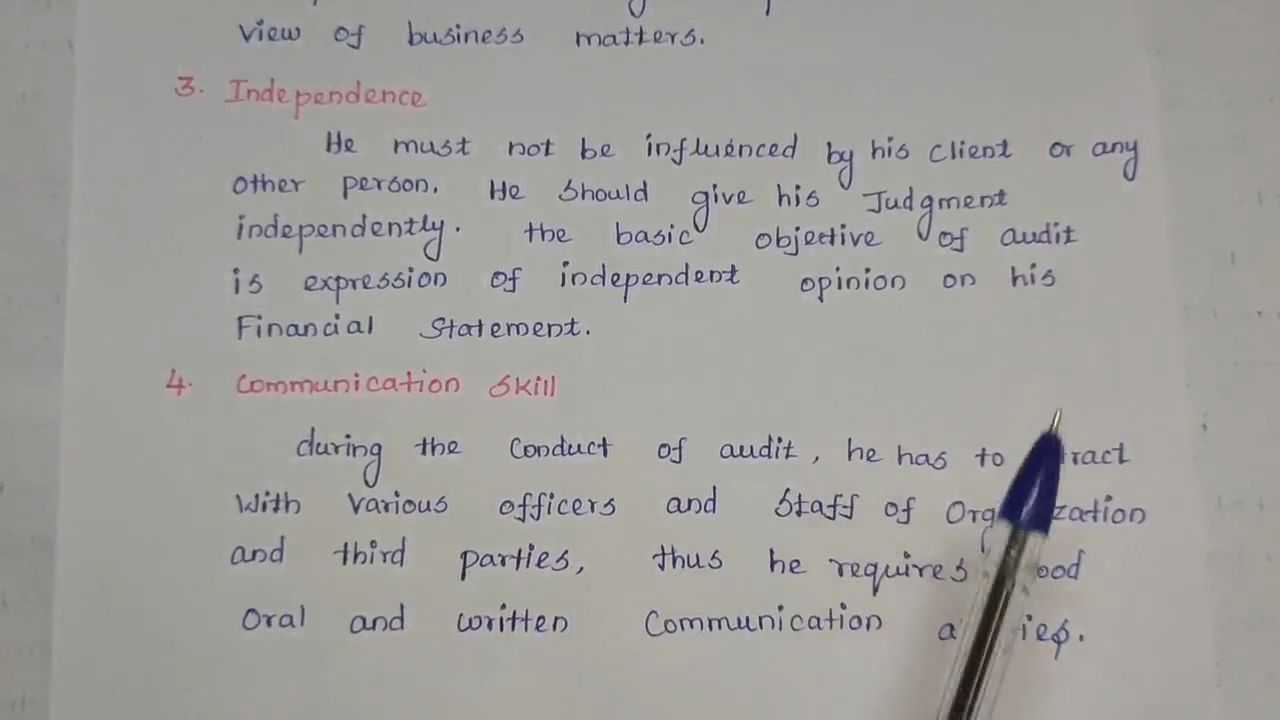 view of business matters.
3. Independence
He must not be influenced by his client or any
other person. He should give his Judgment
independently. the basic objective of audit
is expression of independent opinion on his
Financial Statement.
4. Communication Skill
during the conduct of audit, he has to
with various officers and staff of
and third parties, thus he requires
oral and written communication